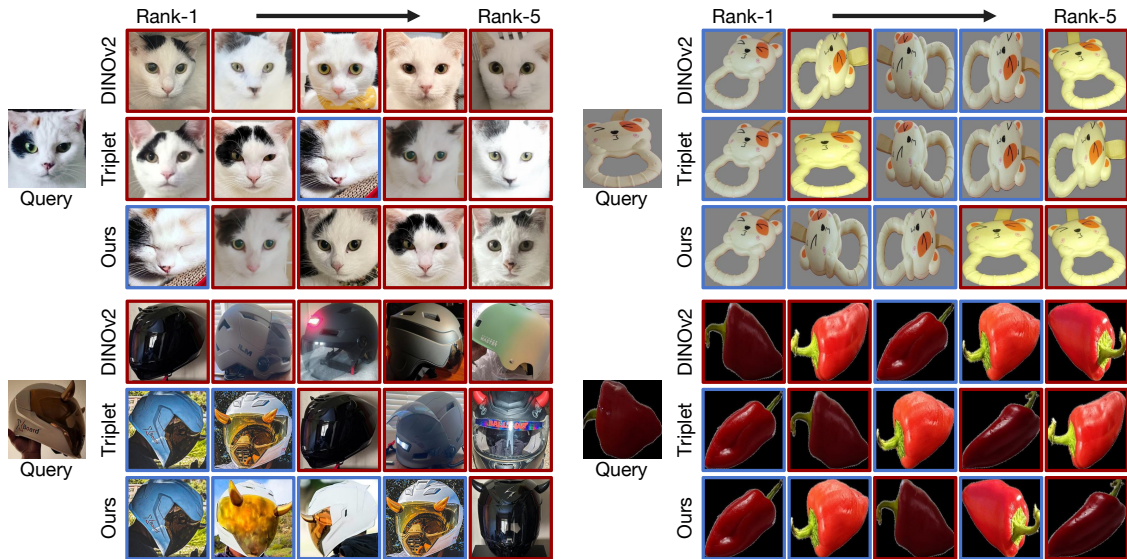 Rank-1
Rank-5
Rank-1
Rank-5
DINOv2
Triplet
Ours
Query
DINOv2
Triplet
Ours
Query
DINOv2
Triplet
Ours
Query
DINOv2
Triplet
Ours
Query